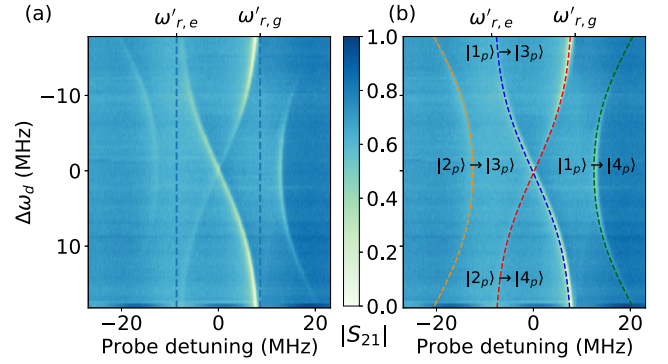 (a)
ω′r,e
ω′r,g
(b)
ω′r,e
ω′r,g
Δωd (MHz)
−10
0
10
−20
0
20
Probe detuning (MHz)
1.0
0.8
0.6
0.4
0.2
0.0
|S21|
|1p⟩→|3p⟩
|2p⟩→|3p⟩
|1p⟩→|4p⟩
|2p⟩→|4p⟩
−20
0
20
Probe detuning (MHz)